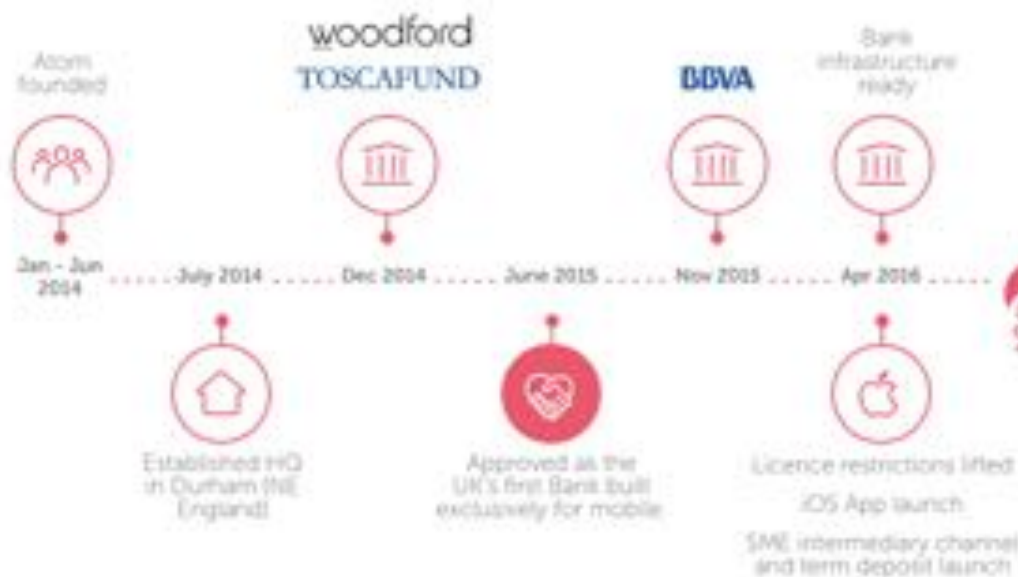 Atom
founded
woodford
TOSCAFUND
BBVA
Bank
infrastructure
ready
Jan - Jun
2014
July 2014
Dec 2014
June 2015
Nov 2015
Apr 2016
Established HQ
in Durham (NE
England)
Approved as the
UK's first Bank built
exclusively for mobile
Licence restrictions lifted
iOS App launch
SME intermediary channel
and term deposit launch